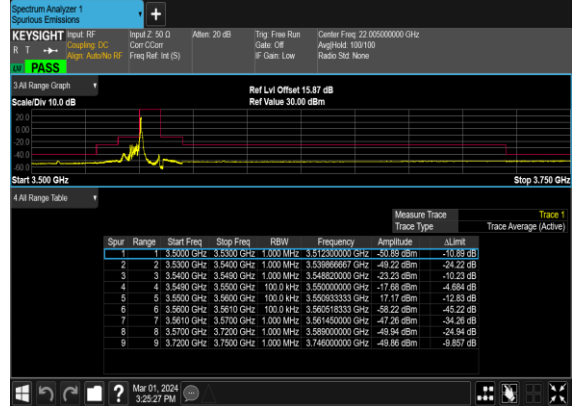 Spectrum Analyzer 1
Spurious Emissions
KEYSIGHT Input: RF Input Z: 50 Ω Atten: 20 dB Trig: Free Run Center Freq: 22.005000000 GHz
R T Coupling: DC Corr CCorr Gate: Off Avg|Hold: 100/100
Align: Auto/No RF Freq Ref: Int (S) IF Gain: Low Radio Std: None
LW PASS
3 All Range Graph
Ref Lvl Offset 15.87 dB
Scale/Div 10.0 dB Ref Value 30.00 dBm
20.0
0.00
-20.0
-40.0
-60.0
Start 3.500 GHz Stop 3.750 GHz
4 All Range Table
Measure Trace Trace 1
Trace Type Trace Average (Active)
Spur Range Start Freq Stop Freq RBW Frequency Amplitude ΔLimit
1 1 3.5000 GHz 3.5300 GHz 1.000 MHz 3.512300000 GHz -50.89 dBm -10.89 dB
2 2 3.5300 GHz 3.5400 GHz 1.000 MHz 3.539866667 GHz -49.22 dBm -24.22 dB
3 3 3.5400 GHz 3.5490 GHz 1.000 MHz 3.548820000 GHz -23.23 dBm -10.23 dB
4 4 3.5490 GHz 3.5500 GHz 100.0 kHz 3.550000000 GHz -17.68 dBm -4.684 dB
5 5 3.5500 GHz 3.5600 GHz 100.0 kHz 3.550933333 GHz 17.17 dBm -12.83 dB
6 6 3.5600 GHz 3.5610 GHz 100.0 kHz 3.560518333 GHz -58.22 dBm -45.22 dB
7 7 3.5610 GHz 3.5700 GHz 1.000 MHz 3.561450000 GHz -47.26 dBm -34.26 dB
8 8 3.5700 GHz 3.7200 GHz 1.000 MHz 3.589000000 GHz -49.94 dBm -24.94 dB
9 9 3.7200 GHz 3.7500 GHz 1.000 MHz 3.746000000 GHz -49.86 dBm -9.857 dB
? Mar 01, 2024
3:25:27 PM